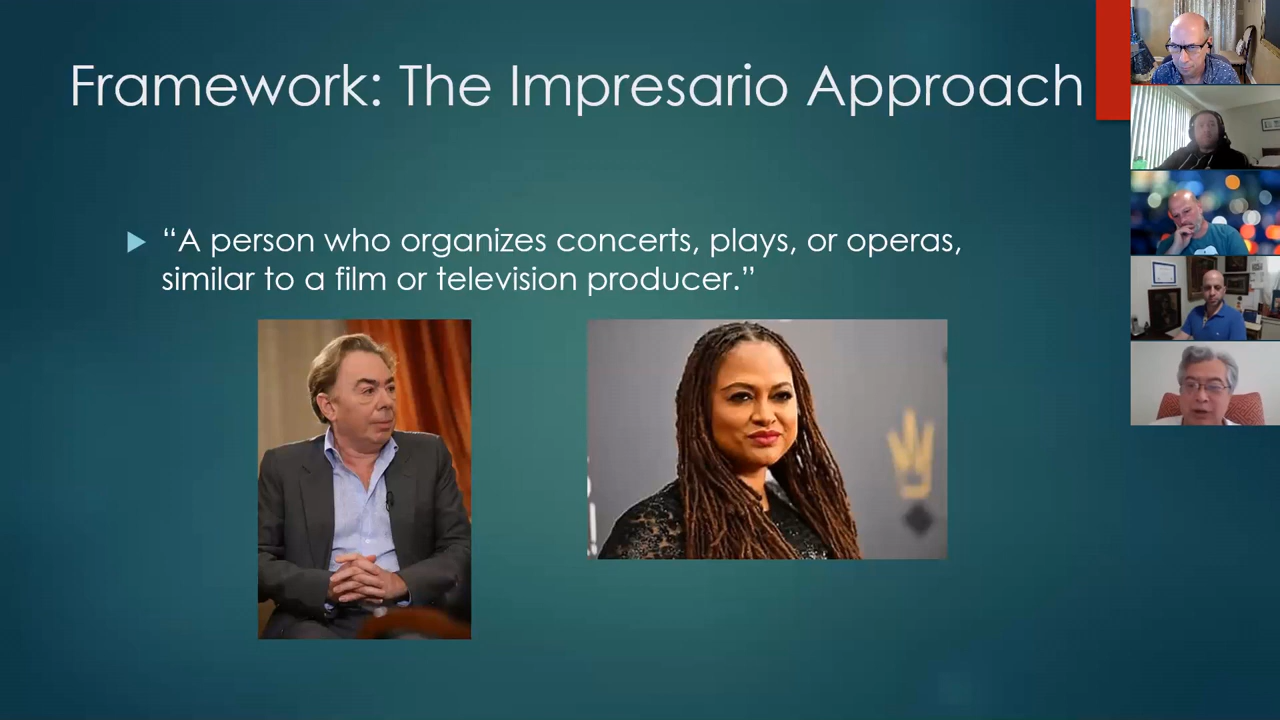 Framework: The Impresario Approach
“A person who organizes concerts, plays, or operas,
similar to a film or television producer.”